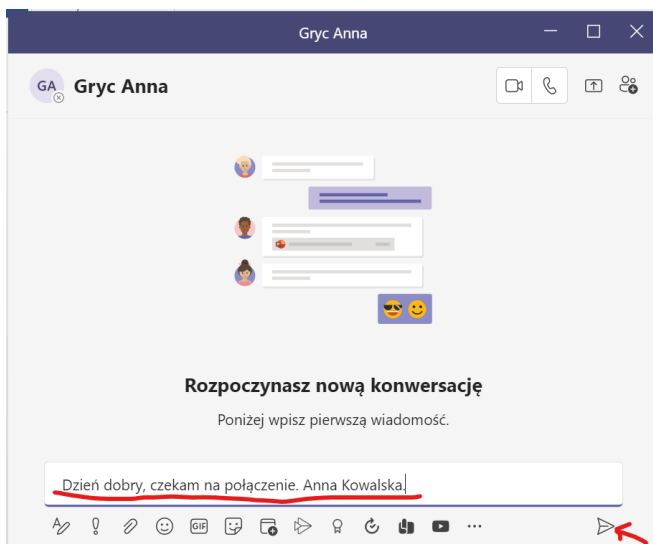 Gryc Anna
GA Gryc Anna
Rozpoczynasz nową konwersację
Poniżej wpisz pierwszą wiadomość.
Dzień dobry, czekam na połączenie. Anna Kowalska.
GIF